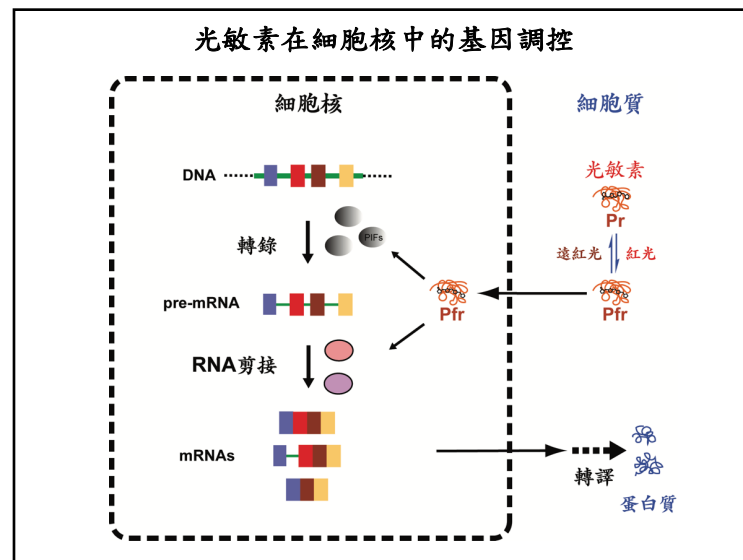 光敏素在細胞核中的基因調控
細胞核
細胞質
DNA
光敏素
Pr
PIFs
轉錄
遠紅光
紅光
pre-mRNA
Pfr
Pfr
RNA剪接
mRNAs
轉譯
蛋白質